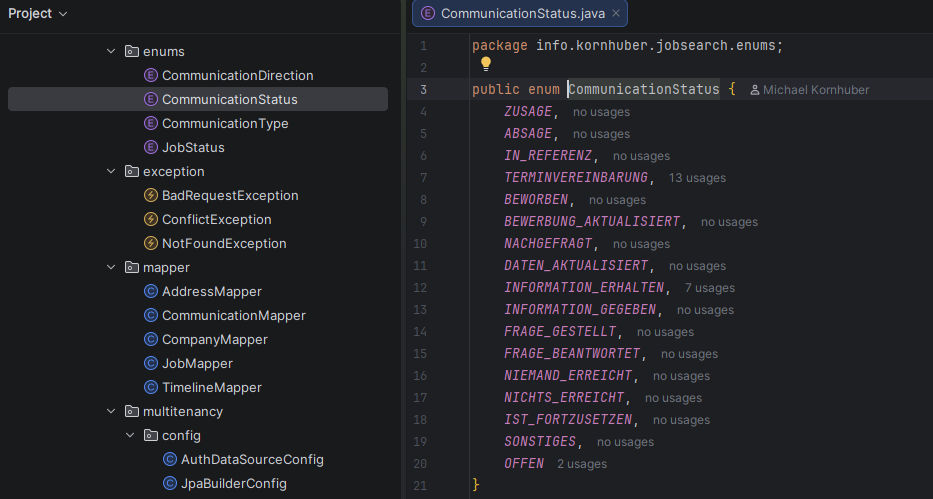 Project
enums
CommunicationDirection
CommunicationStatus
CommunicationType
JobStatus
exception
BadRequestException
ConflictException
NotFoundException
mapper
AddressMapper
CommunicationMapper
CompanyMapper
JobMapper
TimelineMapper
multitenancy
config
AuthDataSourceConfig
JpaBuilderConfig
CommunicationStatus.java
1 package info.kornhuber.jobsearch.enums;
2
3 public enum CommunicationStatus { Michael Kornhuber
4 ZUSAGE, no usages
5 ABSAGE, no usages
6 IN_REFERENZ, no usages
7 TERMINVEREINBARUNG, 13 usages
8 BEWORBEN, no usages
9 BEWERBUNG_AKTUALISIERT, no usages
10 NACHGEFRAGT, no usages
11 DATEN_AKTUALISIERT, no usages
12 INFORMATION_ERHALTEN, 7 usages
13 INFORMATION_GEGEBEN, no usages
14 FRAGE_GESTELLT, no usages
15 FRAGE_BEANTWORTET, no usages
16 NIEMAND_ERREICHT, no usages
17 NICHTS_ERREICHT, no usages
18 IST_FORTZUSETZEN, no usages
19 SONSTIGES, no usages
20 OFFEN 2 usages
21 }